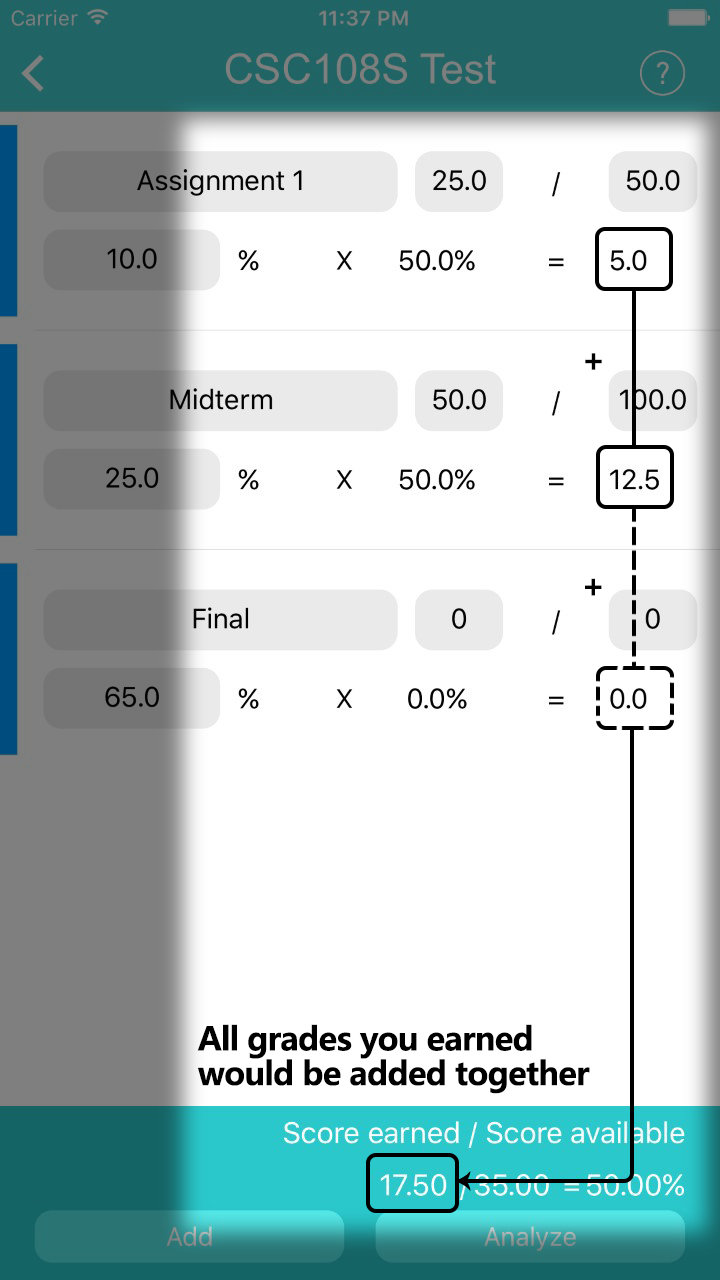 Carrier 11:37 PM
CSC108S Test ?
Assignment 1 25.0 / 50.0
10.0 % X 50.0% = 5.0
+
Midterm 50.0 / 100.0
25.0 % X 50.0% = 12.5
+
Final 0 / 0
65.0 % X 0.0% = 0.0
All grades you earned
would be added together
Score earned / Score available
17.50 / 35.00 = 50.00%
Add Analyze